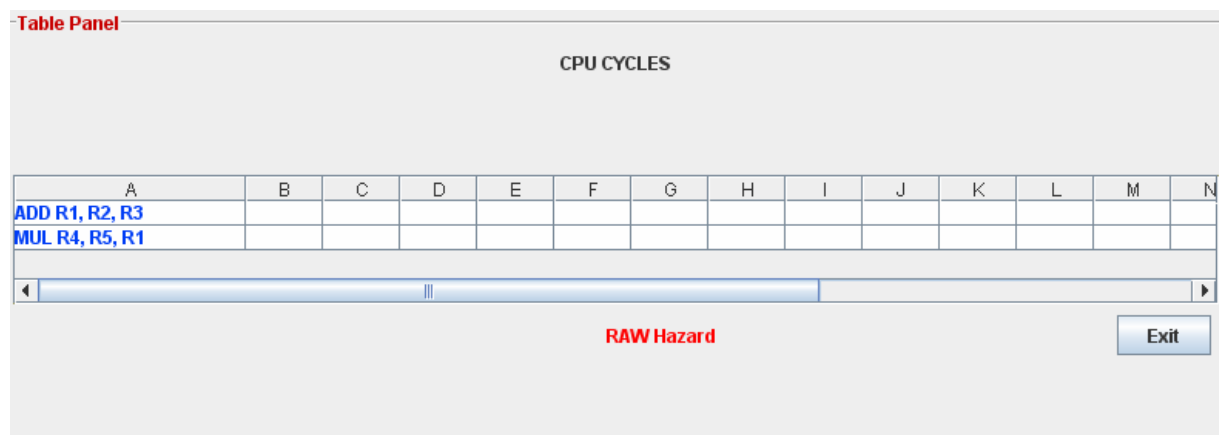 Table Panel
CPU CYCLES
A B C D E F G H I J K L M N
ADD R1, R2, R3
MUL R4, R5, R1
RAW Hazard
Exit